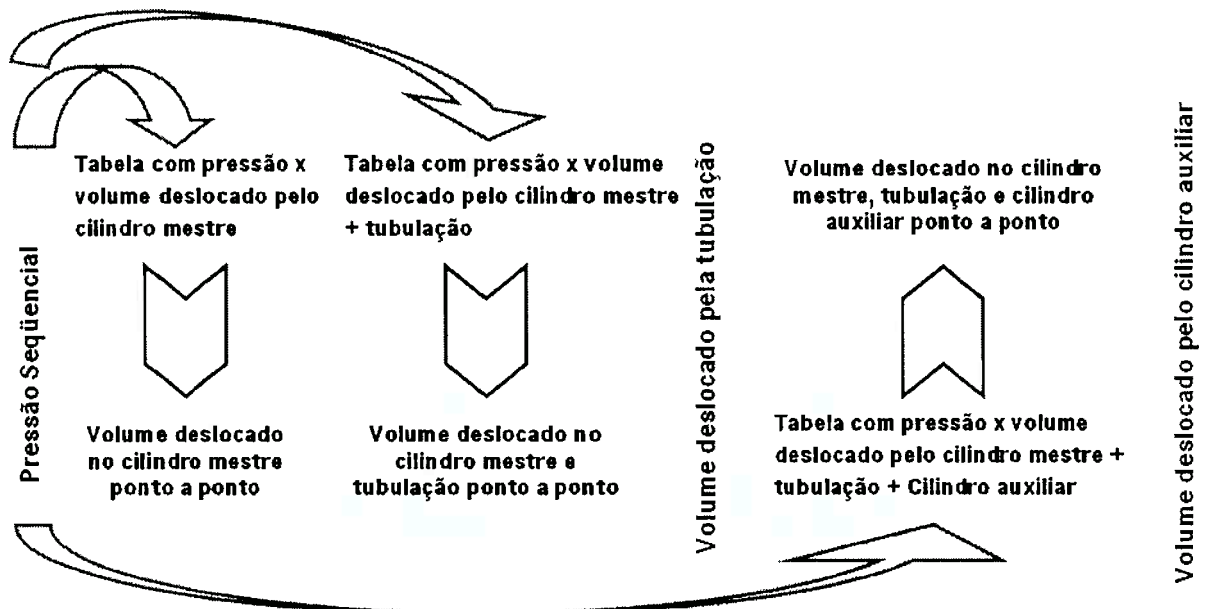 Pressão Seqüencial
Tabela com pressão x
volume deslocado pelo
cilindro mestre
Volume deslocado
no cilindro mestre
ponto a ponto
Tabela com pressão x volume
deslocado pelo cilindro mestre
+ tubulação
Volume deslocado no
cilindro mestre e
tubulação ponto a ponto
Volume deslocado pela tubulação
Volume deslocado no cilindro
mestre, tubulação e cilindro
auxiliar ponto a ponto
Tabela com pressão x volume
deslocado pelo cilindro mestre +
tubulação + Cilindro auxiliar
Volume deslocado pelo cilindro auxiliar